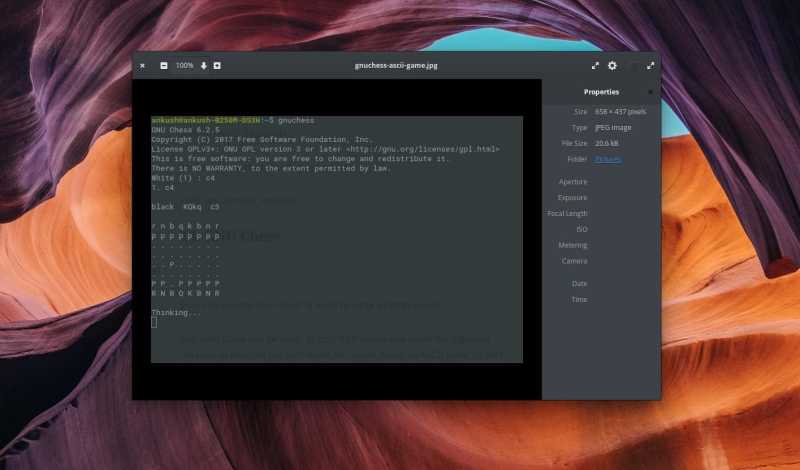 100%
gnuchess-ascii-game.jpg
ankush@ankush-B250M-DS3H:~$ gnuchess
GNU Chess 6.2.5
Copyright (C) 2017 Free Software Foundation, Inc.
License GPLv3+: GNU GPL version 3 or later <http://gnu.org/licenses/gpl.html>
This is free software: you are free to change and redistribute it.
There is NO WARRANTY, to the extent permitted by law.
White (1) : c4
1. c4
black  KQkq  c3
r n b q k b n r
p p p p p p p p
. . . . . . . .
. . . . . . . .
. . P . . . . .
. . . . . . . .
P P . P P P P P
R N B Q K B N R
Thinking...
Properties
Size 658 × 437 pixels
Type JPEG image
File Size 20.6 kB
Folder Pictures
Aperture
Exposure
Focal Length
ISO
Metering
Camera
Date
Time